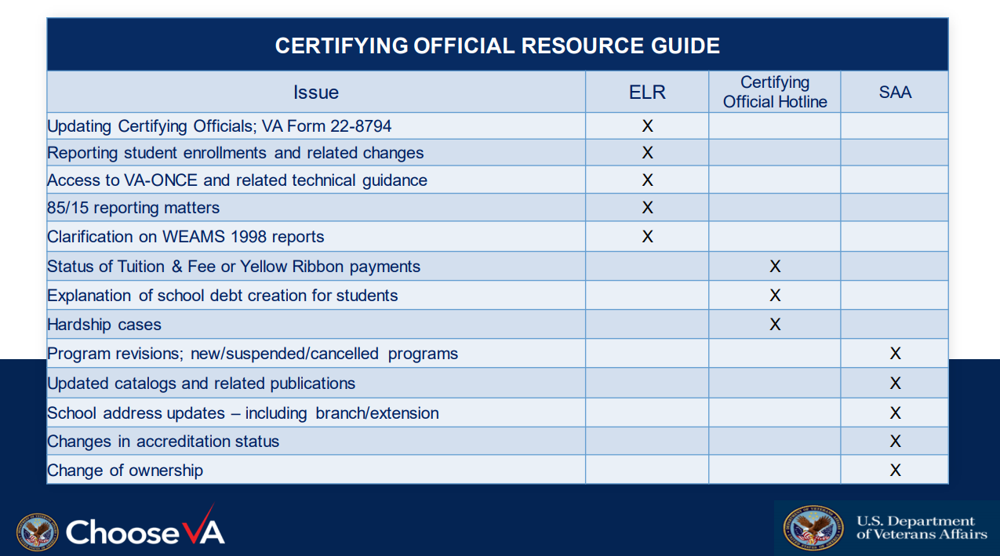 CERTIFYING OFFICIAL RESOURCE GUIDE
Issue ELR Certifying Official Hotline SAA
Updating Certifying Officials; VA Form 22-8794 X
Reporting student enrollments and related changes X
Access to VA-ONCE and related technical guidance X
85/15 reporting matters X
Clarification on WEAMS 1998 reports X
Status of Tuition & Fee or Yellow Ribbon payments X
Explanation of school debt creation for students X
Hardship cases X
Program revisions; new/suspended/cancelled programs X
Updated catalogs and related publications X
School address updates – including branch/extension X
Changes in accreditation status X
Change of ownership X
Choose VA
U.S. Department
of Veterans Affairs